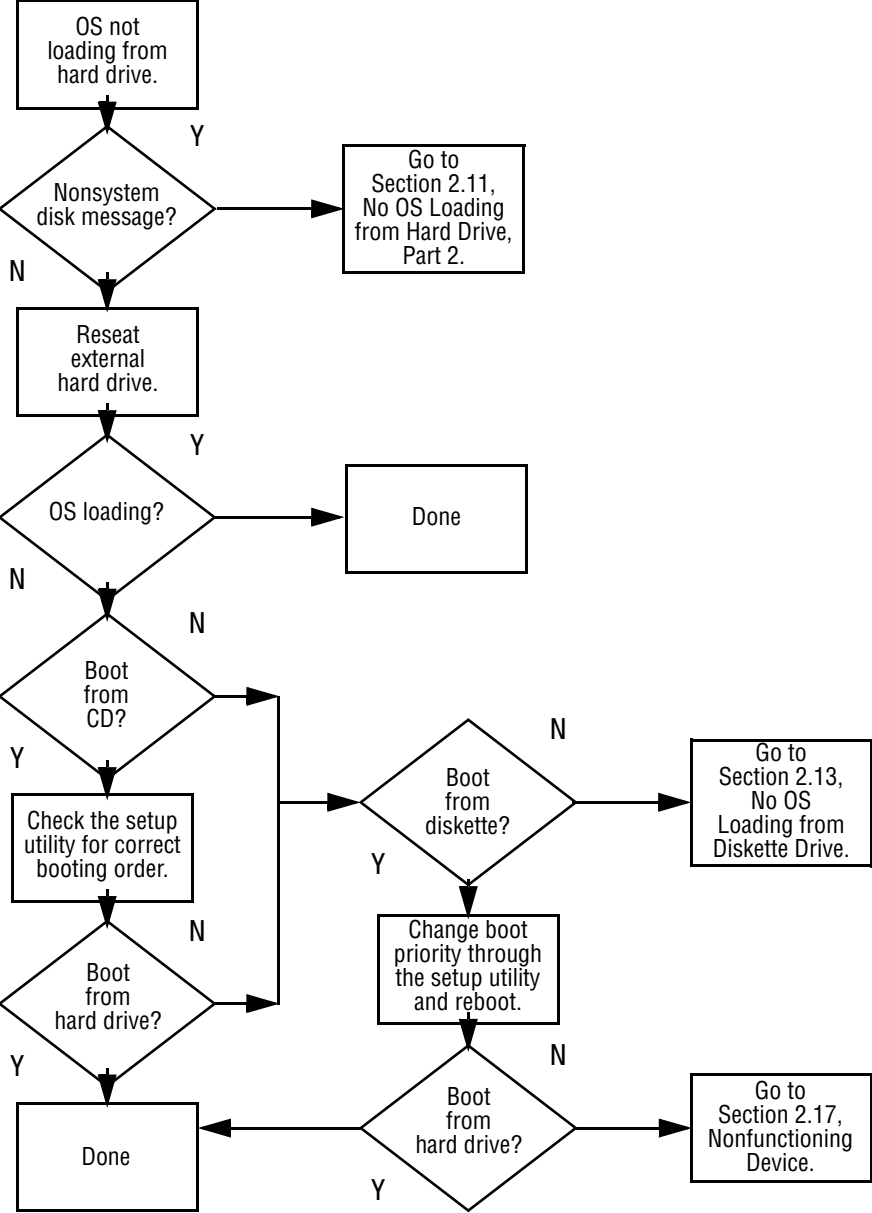 OS not
loading from
hard drive.
Y
Nonsystem
disk message?
Go to
Section 2.11,
No OS Loading
from Hard Drive,
Part 2.
N
Reseat
external
hard drive.
Y
OS loading?
Done
N
N
Boot
from
CD?
Y
Check the setup
utility for correct
booting order.
N
Boot
from
hard drive?
Y
Done
N
Boot
from
diskette?
Go to
Section 2.13,
No OS
Loading from
Diskette Drive.
Y
Change boot
priority through
the setup utility
and reboot.
N
Boot
from
hard drive?
Go to
Section 2.17,
Nonfunctioning
Device.
Y